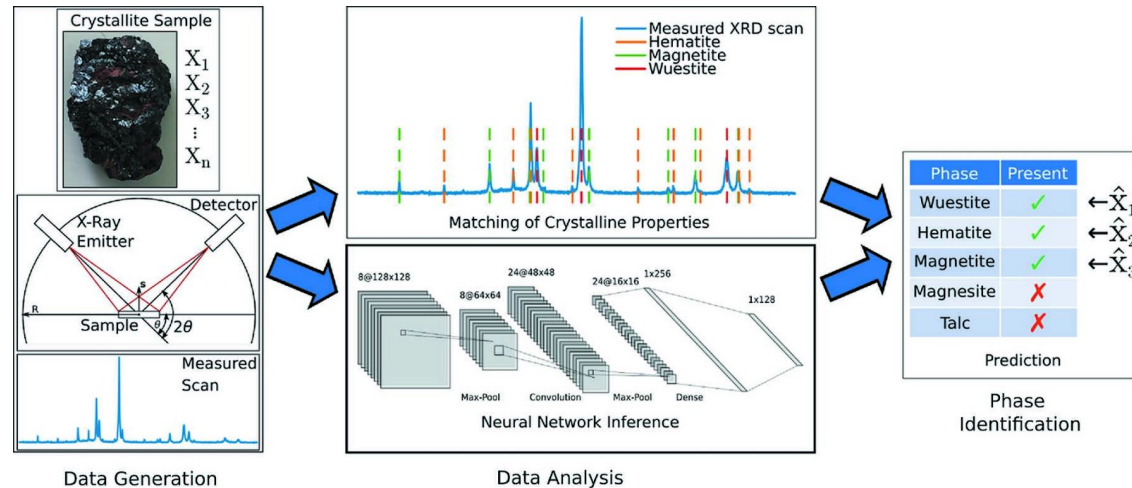 Crystallite Sample
X1
X2
X3
⋮
Xn
X-Ray
Emitter
Detector
s
R
Sample
θ
2θ
Measured
Scan
Data Generation
Measured XRD scan
Hematite
Magnetite
Wuestite
Matching of Crystalline Properties
8@128x128
8@64x64
24@48x48
24@16x16
1x256
1x128
Max-Pool
Convolution
Max-Pool
Dense
Neural Network Inference
Data Analysis
Phase Present
Wuestite ✓ ←X̂1
Hematite ✓ ←X̂2
Magnetite ✓ ←X̂3
Magnesite ✗
Talc ✗
Prediction
Phase
Identification